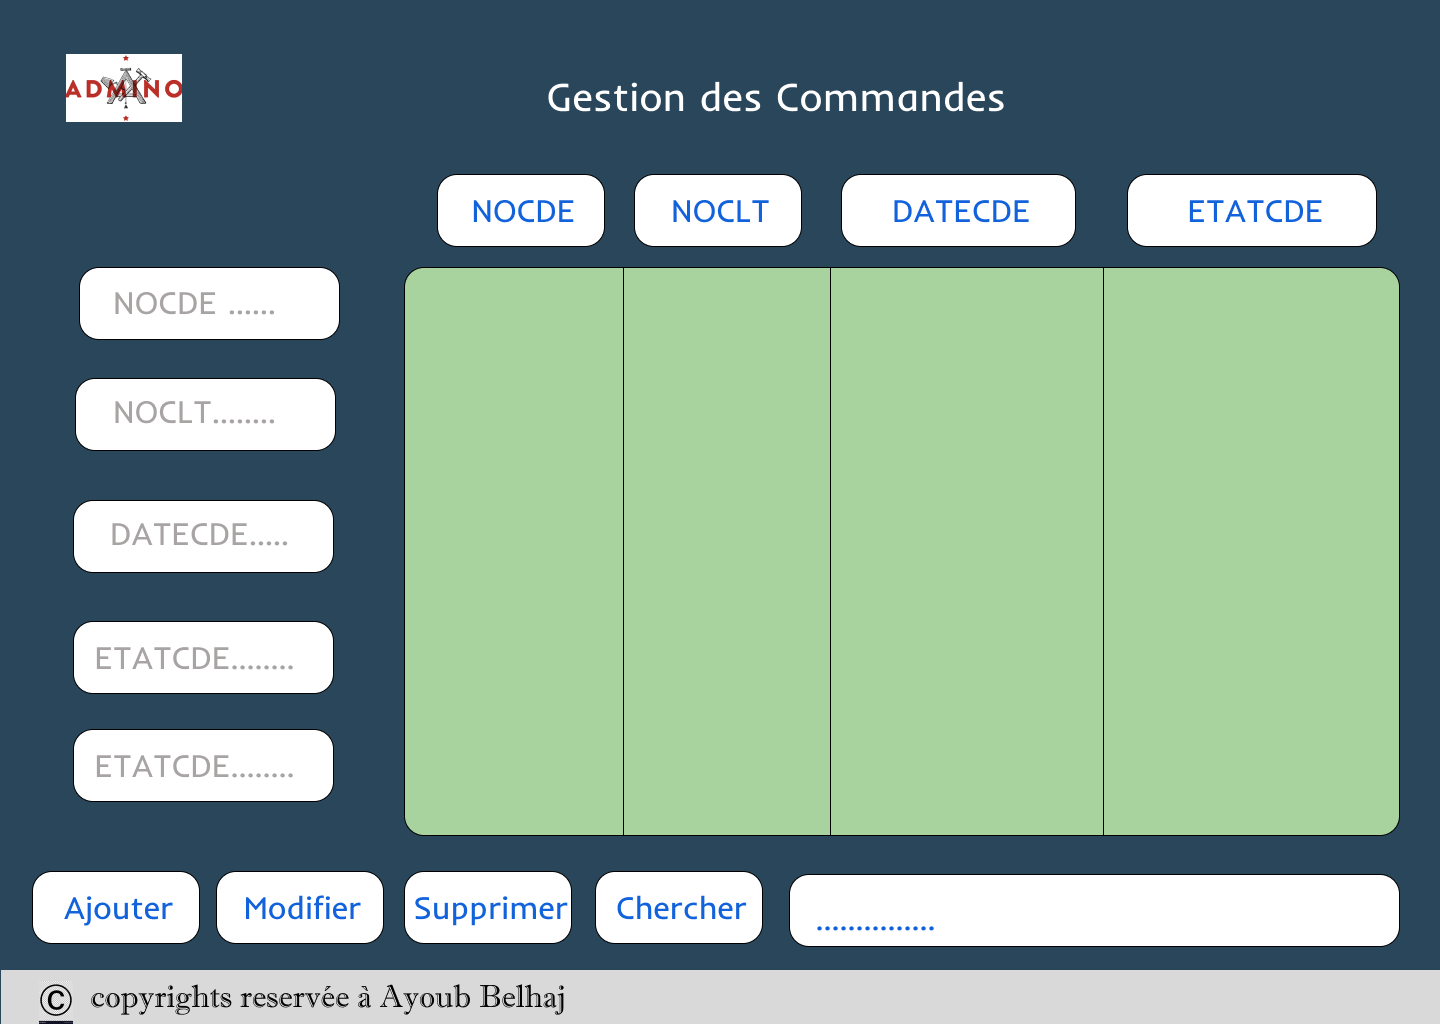 ADMINO
Gestion des Commandes
NOCDE NOCLT DATECDE ETATCDE
NOCDE ......
NOCLT........
DATECDE.....
ETATCDE........
ETATCDE........
Ajouter Modifier Supprimer Chercher ...............
© copyrights reservée à Ayoub Belhaj